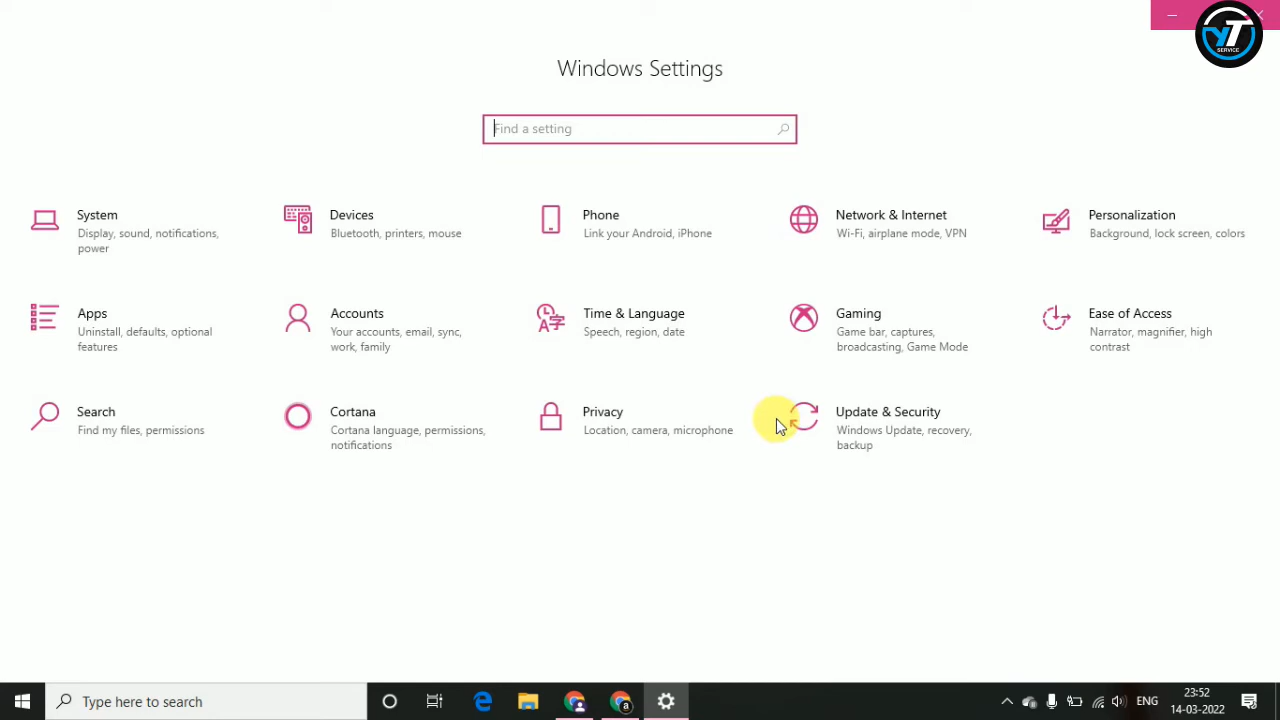 YT
SERVICE
Windows Settings
Find a setting
System
Display, sound, notifications,
power
Devices
Bluetooth, printers, mouse
Phone
Link your Android, iPhone
Network & Internet
Wi-Fi, airplane mode, VPN
Personalization
Background, lock screen, colors
Apps
Uninstall, defaults, optional
features
Accounts
Your accounts, email, sync,
work, family
Time & Language
Speech, region, date
Gaming
Game bar, captures,
broadcasting, Game Mode
Ease of Access
Narrator, magnifier, high
contrast
Search
Find my files, permissions
Cortana
Cortana language, permissions,
notifications
Privacy
Location, camera, microphone
Update & Security
Windows Update, recovery,
backup
Type here to search
ENG
23:52
14-03-2022